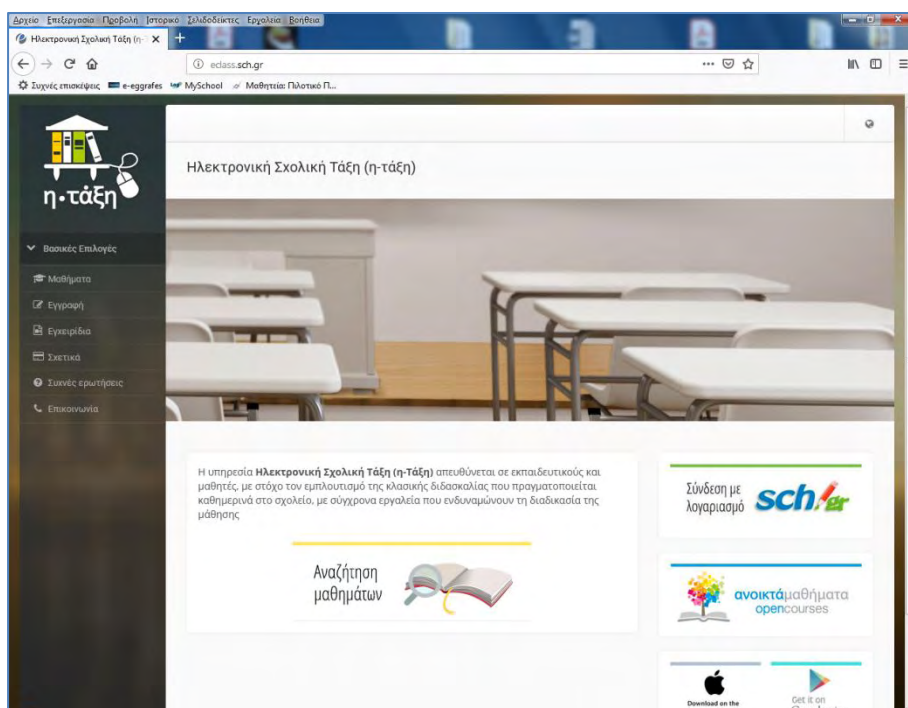 Αρχείο Επεξεργασία Προβολή Ιστορικό Σελιδοδείκτες Εργαλεία Βοήθεια
Ηλεκτρονική Σχολική Τάξη (η-
eclass.sch.gr
Συχνές επισκέψεις e-eggrafes MySchool Μαθητεία: Πιλοτικό Π...
η•τάξη
Ηλεκτρονική Σχολική Τάξη (η-τάξη)
Βασικές Επιλογές
Μαθήματα
Εγγραφή
Εγχειρίδια
Σχετικά
Συχνές ερωτήσεις
Επικοινωνία
Η υπηρεσία Ηλεκτρονική Σχολική Τάξη (η-Τάξη) απευθύνεται σε εκπαιδευτικούς και
μαθητές, με στόχο τον εμπλουτισμό της κλασικής διδασκαλίας που πραγματοποιείται
καθημερινά στο σχολείο, με σύγχρονα εργαλεία που ενδυναμώνουν τη διαδικασία της
μάθησης
Αναζήτηση
μαθημάτων
Σύνδεση με
λογαριασμό
sch.gr
ανοικτάμαθήματα
opencourses
Download on the
Get it on